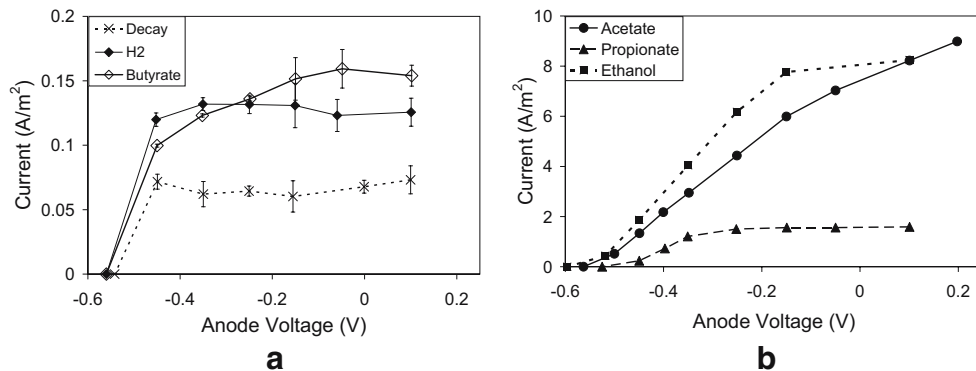 0.2
0.15
0.1
0.05
0
Current (A/m²)
Decay
H2
Butyrate
-0.6 -0.4 -0.2 0 0.2
Anode Voltage (V)
a
10
8
6
4
2
0
Current (A/m²)
Acetate
Propionate
Ethanol
-0.6 -0.4 -0.2 0 0.2
Anode Voltage (V)
b